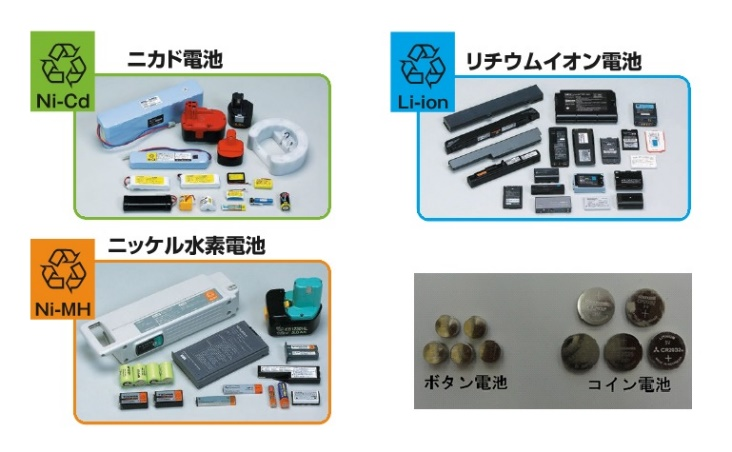 ニカド電池
Ni-Cd
リチウムイオン電池
Li-ion
ニッケル水素電池
Ni-MH
ボタン電池
コイン電池